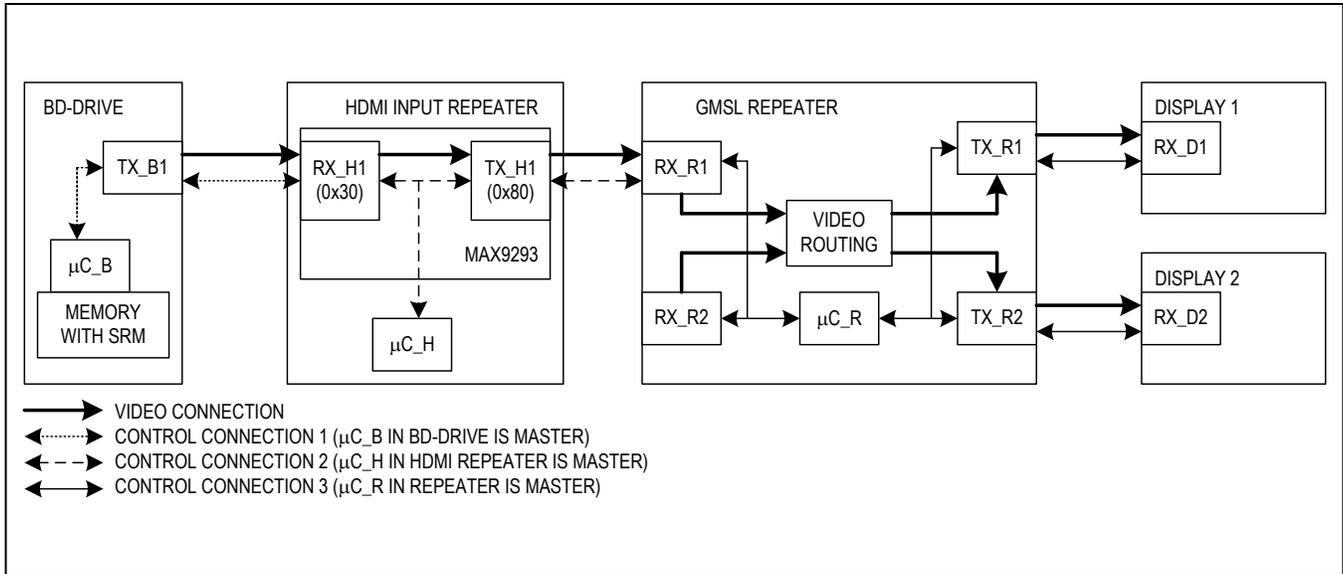 BD-DRIVE
TX_B1
μC_B
MEMORY
WITH SRM
HDMI INPUT REPEATER
RX_H1
(0x30)
TX_H1
(0x80)
MAX9293
μC_H
GMSL REPEATER
RX_R1
TX_R1
VIDEO
ROUTING
RX_R2
μC_R
TX_R2
DISPLAY 1
RX_D1
DISPLAY 2
RX_D2
VIDEO CONNECTION
CONTROL CONNECTION 1 (μC_B IN BD-DRIVE IS MASTER)
CONTROL CONNECTION 2 (μC_H IN HDMI REPEATER IS MASTER)
CONTROL CONNECTION 3 (μC_R IN REPEATER IS MASTER)